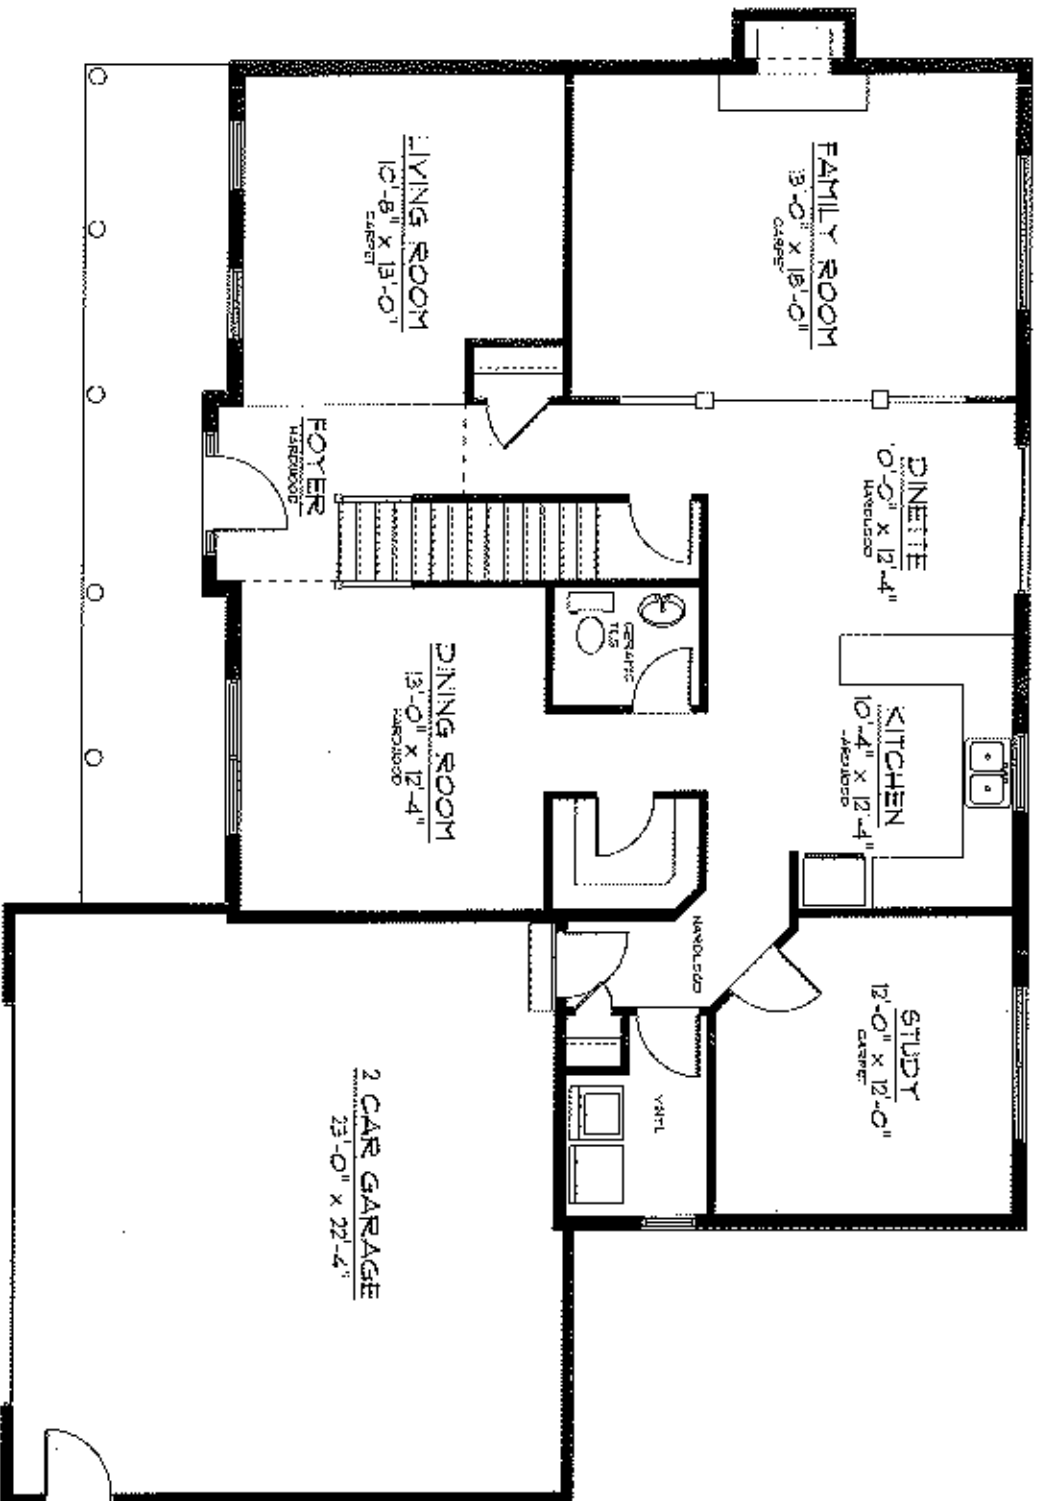 FAMILY ROOM
13'-0" x 18'-0"
CARPET
LIVING ROOM
10'-8" x 13'-0"
CARPET
DINETTE
10'-0" x 12'-4"
HARDWOOD
FOYER
HARDWOOD
KITCHEN
10'-4" x 12'-4"
HARDWOOD
CERAMIC
TILE
DINING ROOM
13'-0" x 12'-4"
HARDWOOD
HARDWOOD
STUDY
12'-0" x 12'-0"
CARPET
VINYL
2 CAR GARAGE
23'-0" x 22'-4"